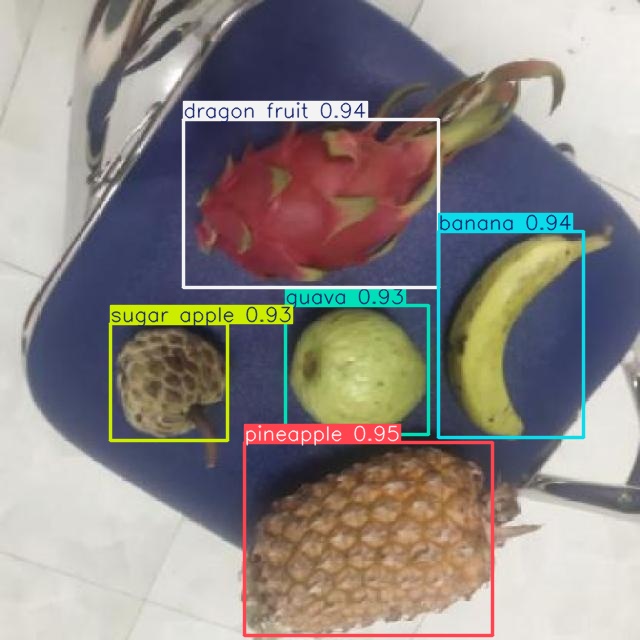 dragon fruit 0.94
banana 0.94
guava 0.93
sugar apple 0.93
pineapple 0.95